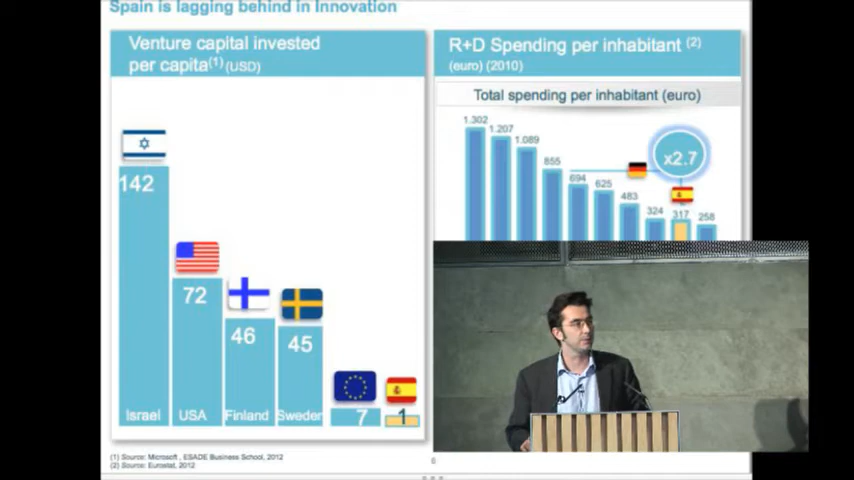 Spain is lagging behind in Innovation
Venture capital invested
per capita(1) (USD)
142
72
46
45
7
1
Israel
USA
Finland
Sweden
R+D Spending per inhabitant (2)
(euro) (2010)
Total spending per inhabitant (euro)
1.302
1.207
1.089
855
694
625
483
324
317
258
x2.7
(1) Source: Microsoft , ESADE Business School, 2012
(2) Source: Eurostat, 2012
6